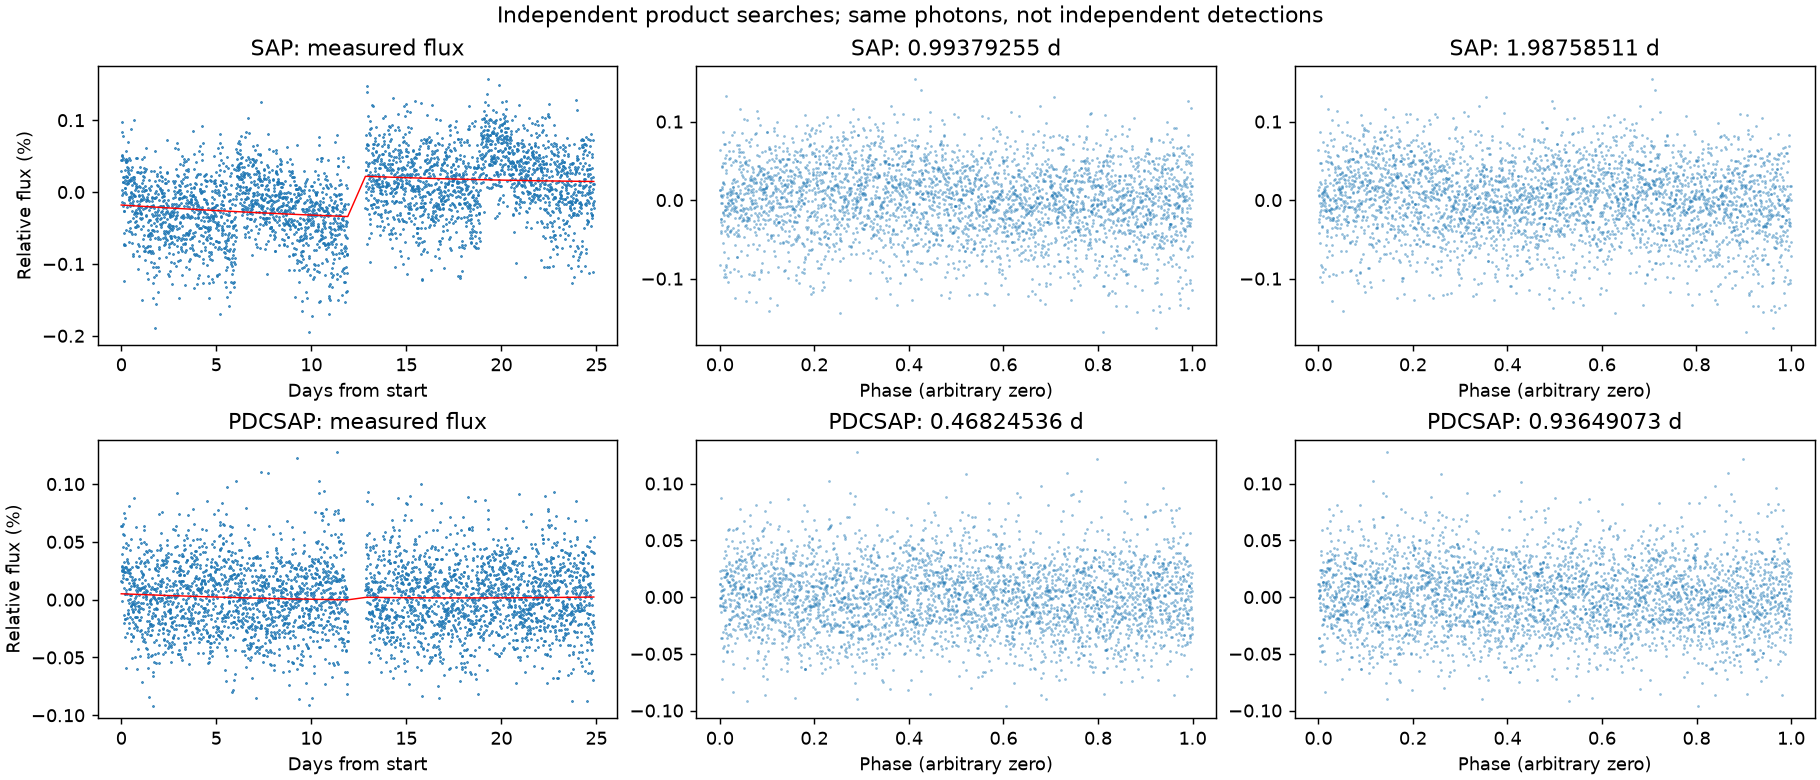 Independent product searches; same photons, not independent detections
SAP: measured flux
SAP: 0.99379255 d
SAP: 1.98758511 d
Relative flux (%)
0.1
0.0
−0.1
−0.2
0 5 10 15 20 25
Days from start
0.1
0.0
−0.1
0.0 0.2 0.4 0.6 0.8 1.0
Phase (arbitrary zero)
0.1
0.0
−0.1
0.0 0.2 0.4 0.6 0.8 1.0
Phase (arbitrary zero)
PDCSAP: measured flux
PDCSAP: 0.46824536 d
PDCSAP: 0.93649073 d
Relative flux (%)
0.10
0.05
0.00
−0.05
−0.10
0 5 10 15 20 25
Days from start
0.10
0.05
0.00
−0.05
−0.10
0.0 0.2 0.4 0.6 0.8 1.0
Phase (arbitrary zero)
0.10
0.05
0.00
−0.05
−0.10
0.0 0.2 0.4 0.6 0.8 1.0
Phase (arbitrary zero)